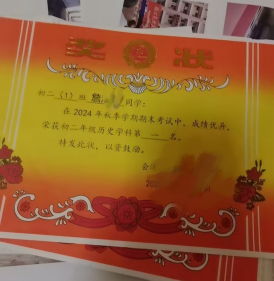 奖状
初二（1）班 同学：
在2024年秋季学期期末考试中，成绩优异，
荣获初二年级历史学科第 一 名。
特发此状，以资鼓励。